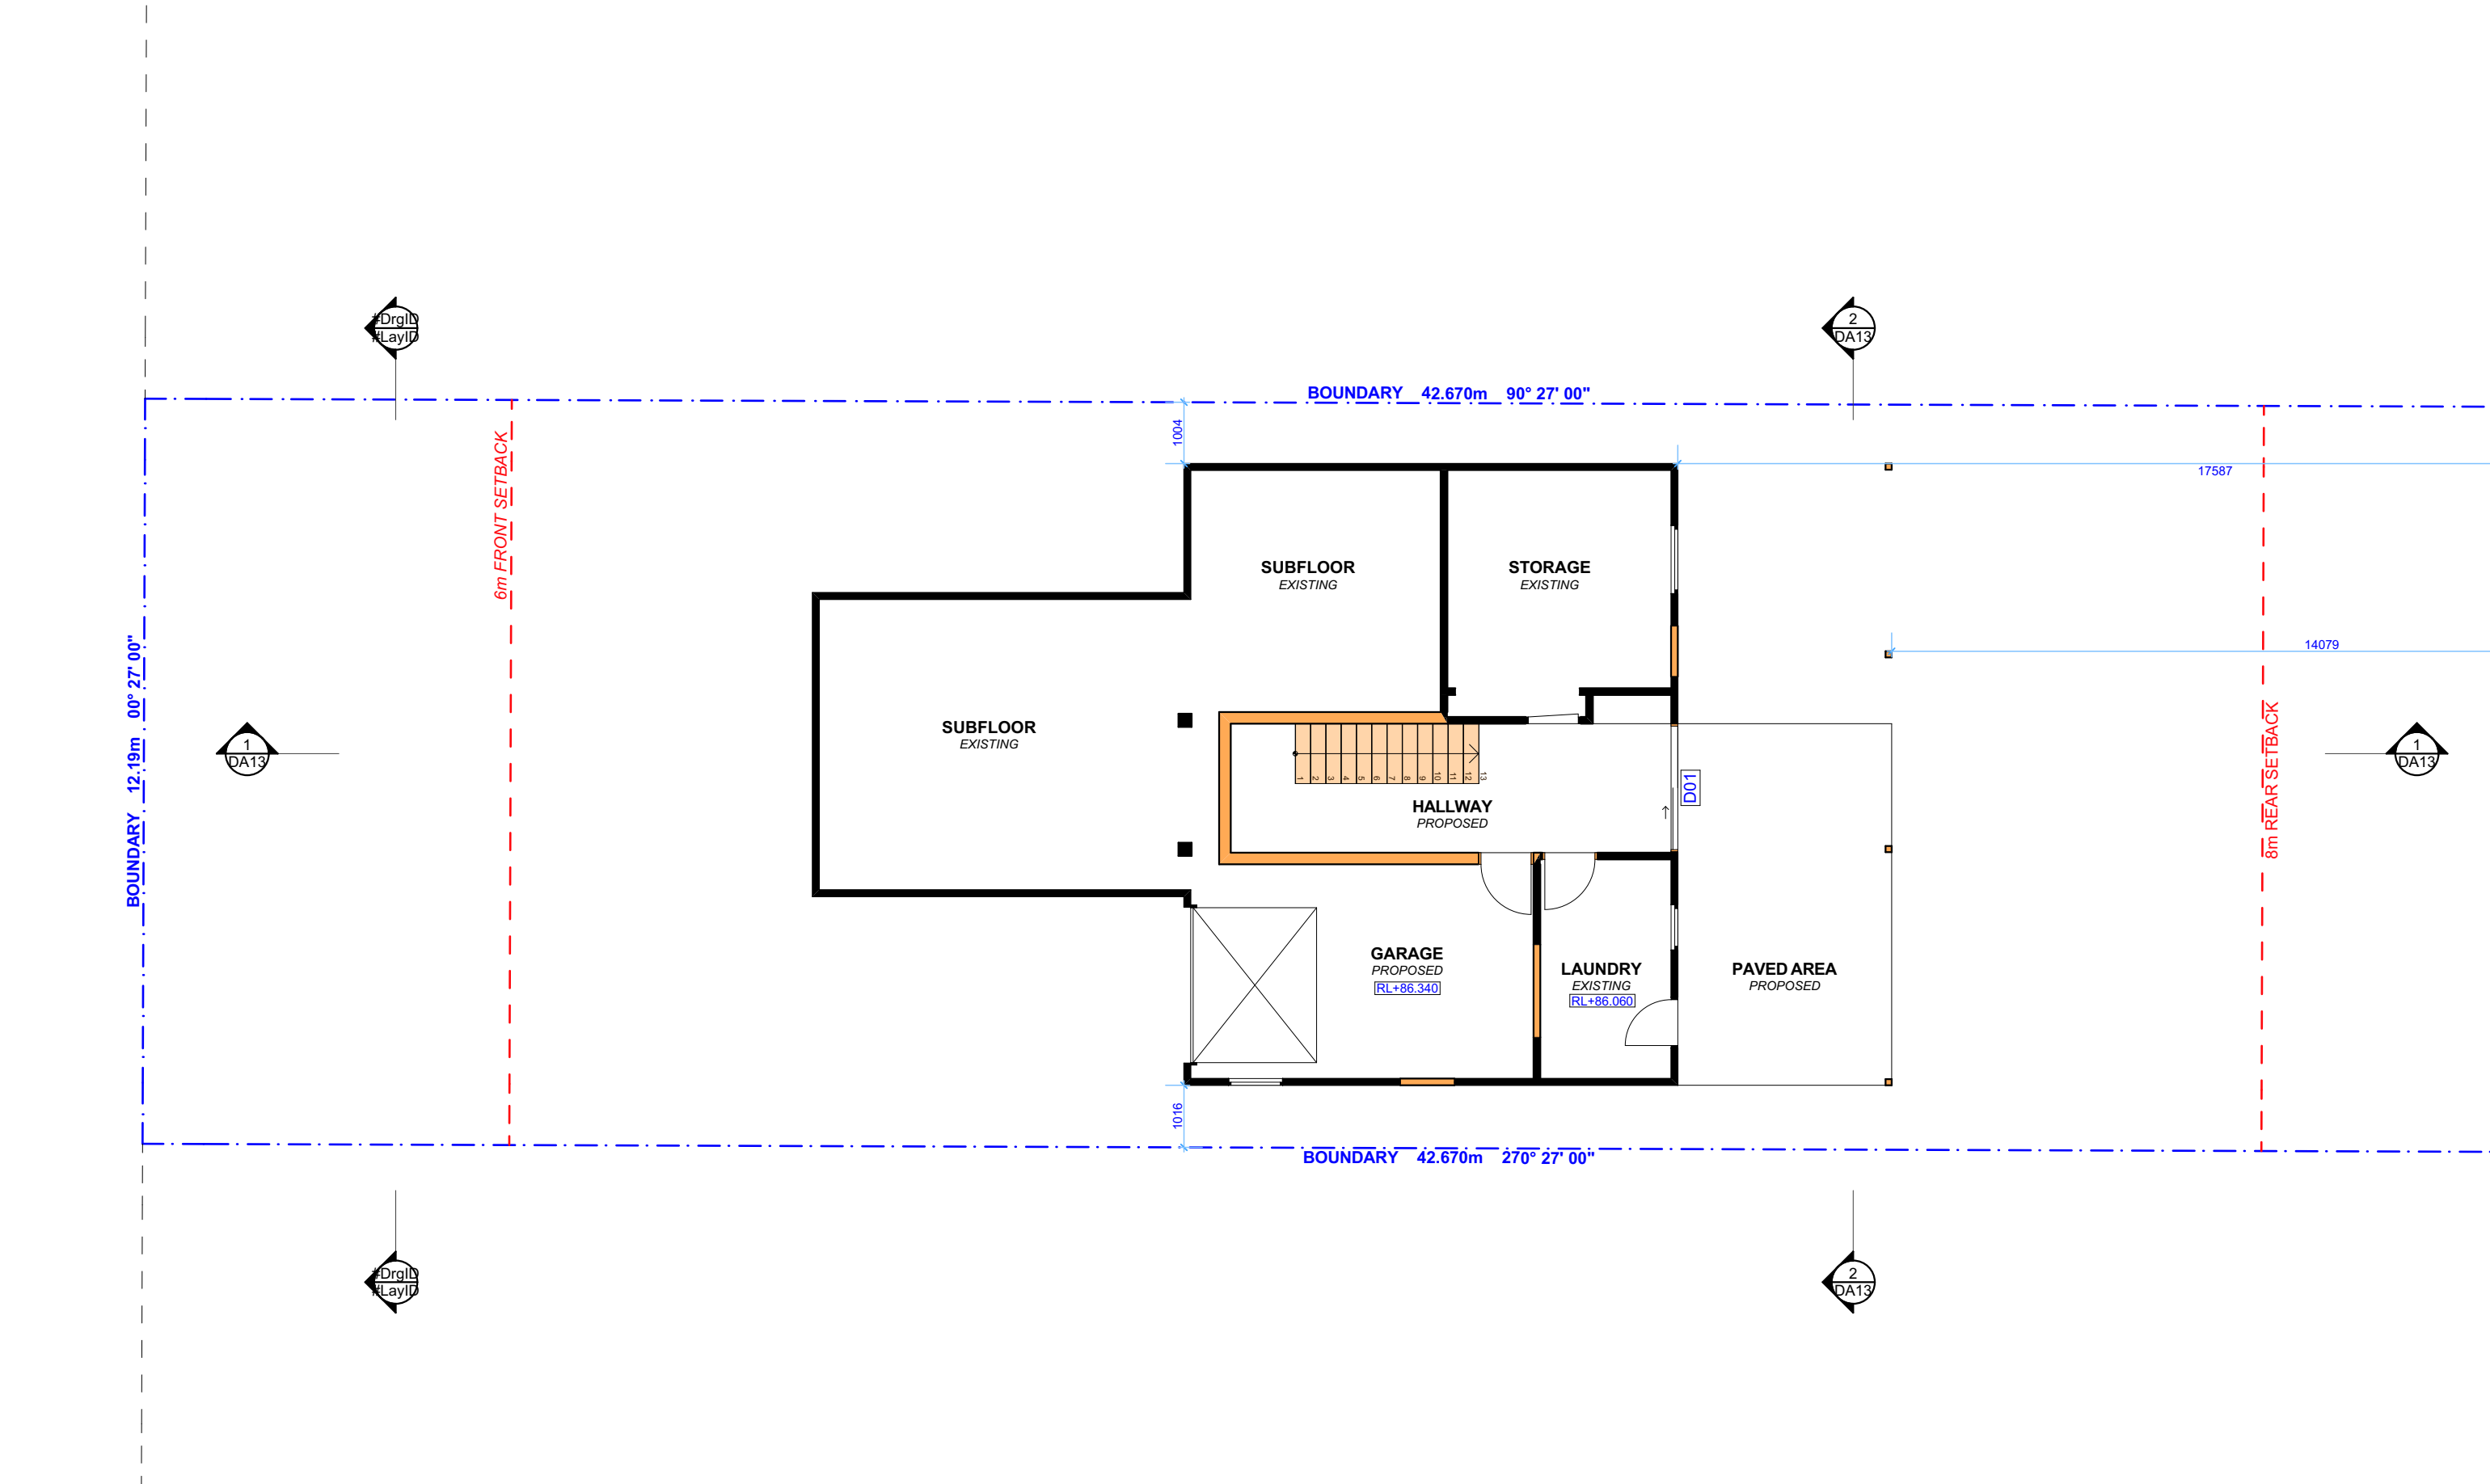 #DrgID
#LayID
2
DA13
BOUNDARY 42.670m 90° 27' 00"
1004
6m FRONT SETBACK
17587
SUBFLOOR
EXISTING
STORAGE
EXISTING
14079
BOUNDARY 12.19m 00° 27' 00"
SUBFLOOR
EXISTING
1
DA13
1 2 3 4 5 6 7 8 9 10 11 12 13
D01
8m REAR SETBACK
1
DA13
HALLWAY
PROPOSED
GARAGE
PROPOSED
RL+86.340
LAUNDRY
EXISTING
RL+86.060
PAVED AREA
PROPOSED
1016
BOUNDARY 42.670m 270° 27' 00"
#DrgID
#LayID
2
DA13